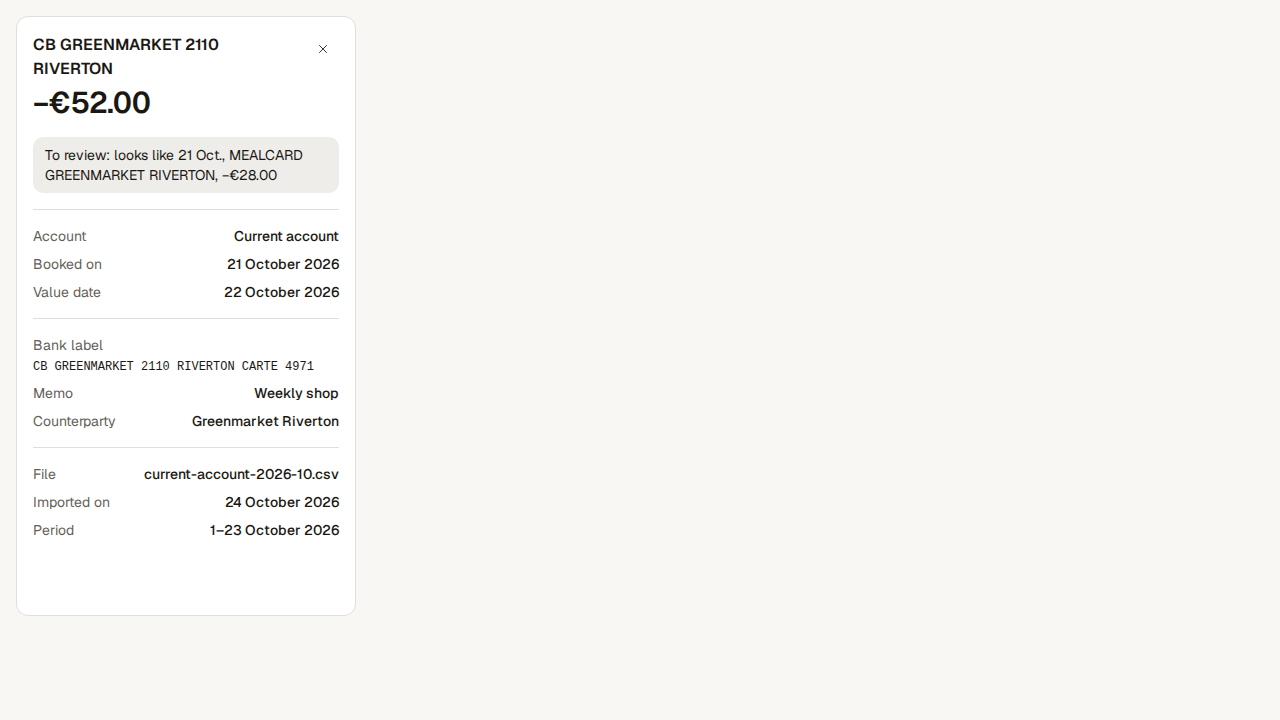 CB GREENMARKET 2110
RIVERTON
−€52.00
To review: looks like 21 Oct., MEALCARD
GREENMARKET RIVERTON, −€28.00
Account Current account
Booked on 21 October 2026
Value date 22 October 2026
Bank label
CB GREENMARKET 2110 RIVERTON CARTE 4971
Memo Weekly shop
Counterparty Greenmarket Riverton
File current-account-2026-10.csv
Imported on 24 October 2026
Period 1–23 October 2026